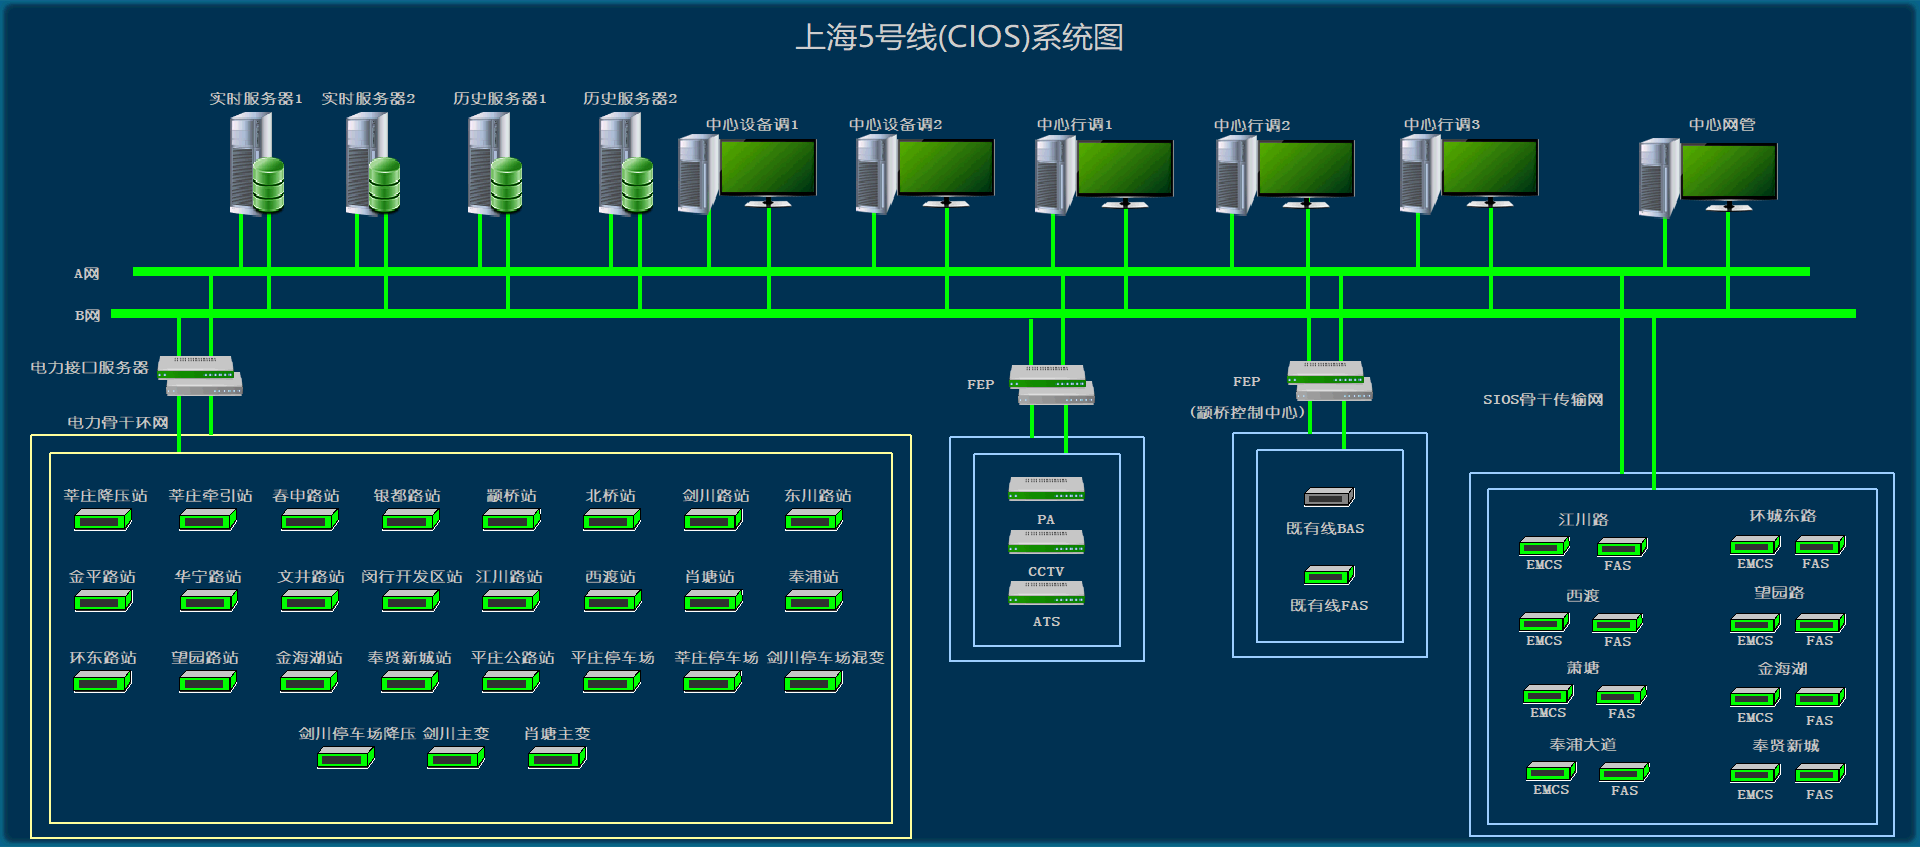 上海5号线(CIOS)系统图
实时服务器1 实时服务器2 历史服务器1 历史服务器2
中心设备调1 中心设备调2 中心行调1 中心行调2 中心行调3 中心网管
A网
B网
电力接口服务器
FEP
FEP
(颛桥控制中心)
SIOS骨干传输网
电力骨干环网
莘庄降压站 莘庄牵引站 春申路站 银都路站 颛桥站 北桥站 剑川路站 东川路站
金平路站 华宁路站 文井路站 闵行开发区站 江川路站 西渡站 肖塘站 奉浦站
环东路站 望园路站 金海湖站 奉贤新城站 平庄公路站 平庄停车场 莘庄停车场 剑川停车场混变
剑川停车场降压 剑川主变 肖塘主变
PA
CCTV
ATS
既有线BAS
既有线FAS
江川路 环城东路
EMCS FAS EMCS FAS
西渡 望园路
EMCS FAS EMCS FAS
萧塘 金海湖
EMCS FAS EMCS FAS
奉浦大道 奉贤新城
EMCS FAS EMCS FAS